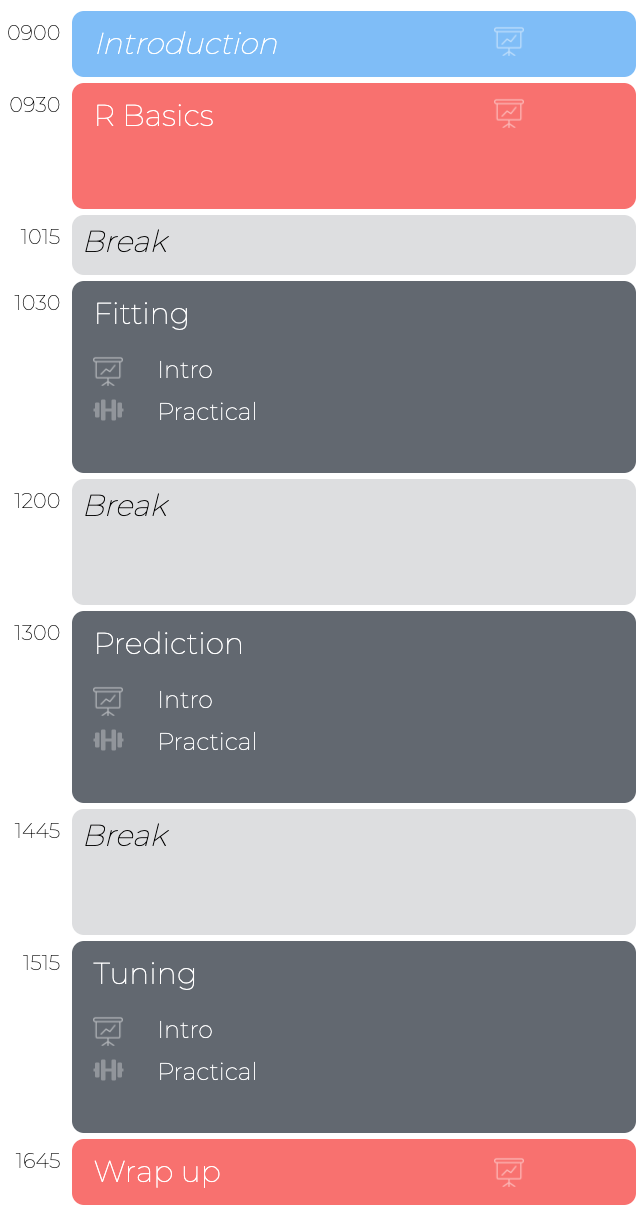 0900 Introduction
0930 R Basics
1015 Break
1030 Fitting
Intro
Practical
1200 Break
1300 Prediction
Intro
Practical
1445 Break
1515 Tuning
Intro
Practical
1645 Wrap up